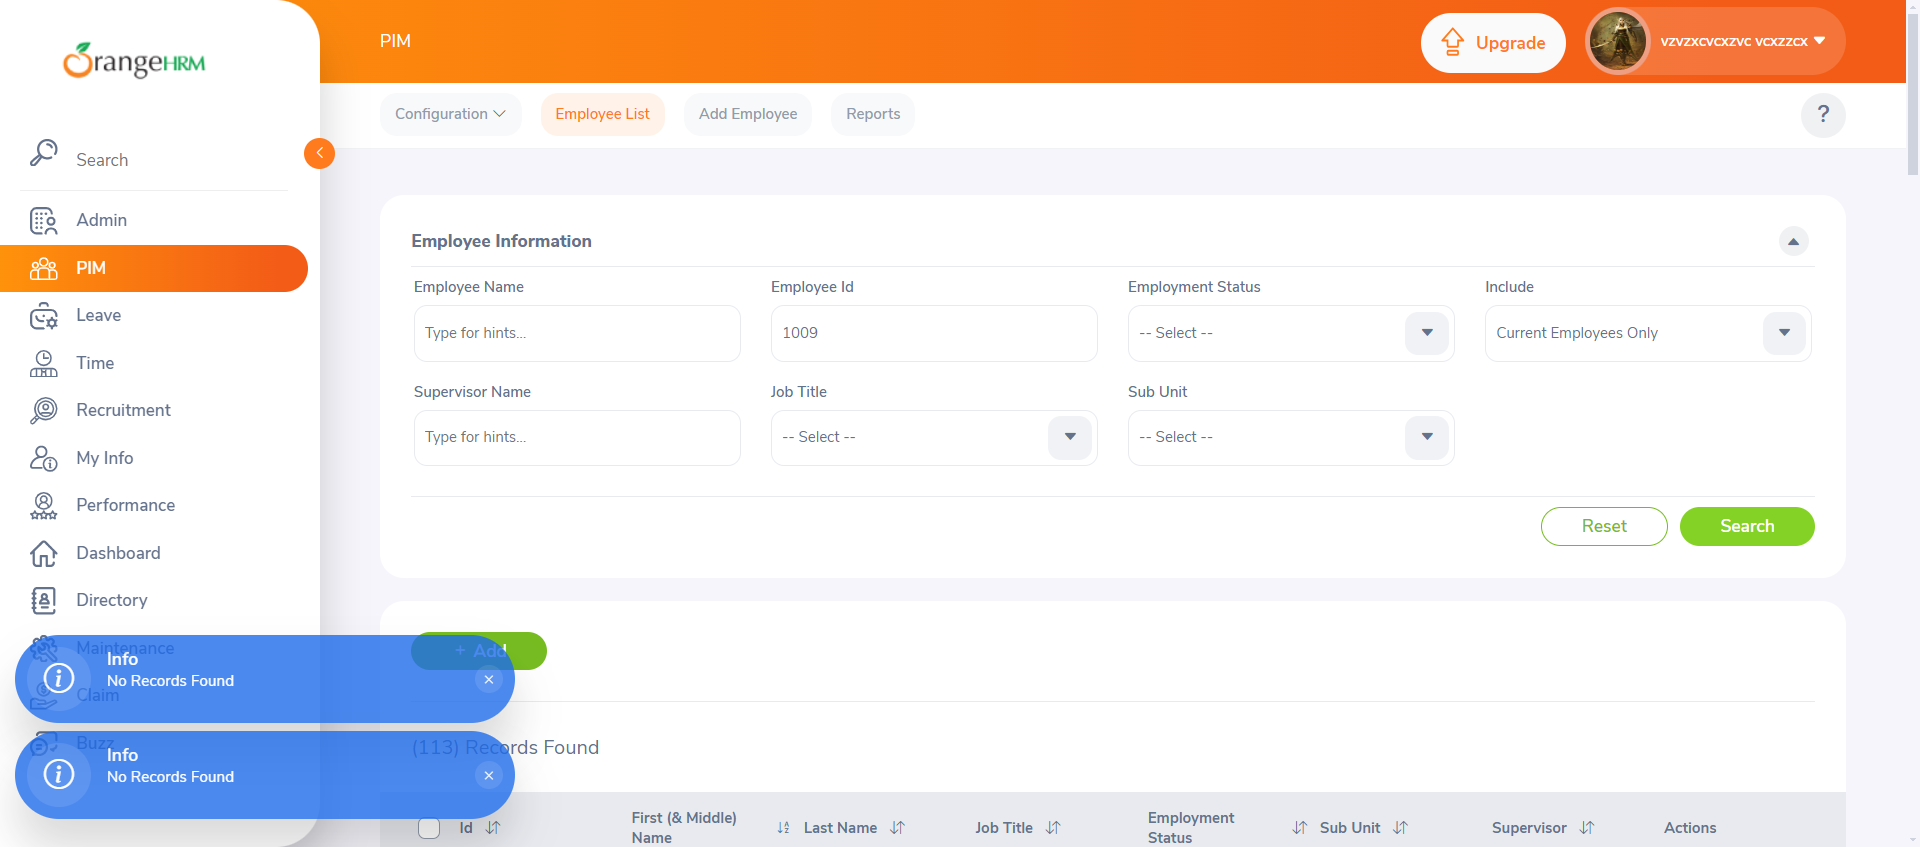 OrangeHRM
PIM
Upgrade
vzvzxcvcxzvc vcxzzcx
Configuration
Employee List
Add Employee
Reports
?
Search
Admin
PIM
Leave
Time
Recruitment
My Info
Performance
Dashboard
Directory
Maintenance
Claim
Buzz
Employee Information
Employee Name
Employee Id
Employment Status
Include
Type for hints...
1009
-- Select --
Current Employees Only
Supervisor Name
Job Title
Sub Unit
Type for hints...
-- Select --
-- Select --
Reset
Search
+ Add
(113) Records Found
Id
First (& Middle)
Name
Last Name
Job Title
Employment
Status
Sub Unit
Supervisor
Actions
Info
No Records Found
Info
No Records Found